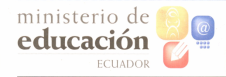 ministerio de
educación
ECUADOR
@